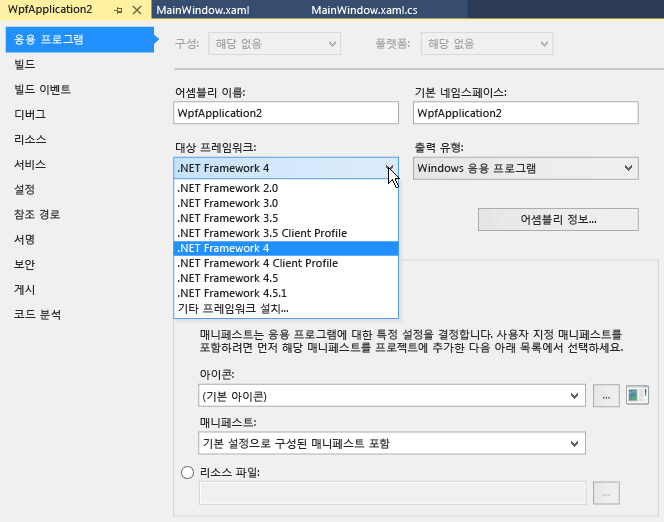 WpfApplication2
MainWindow.xaml
MainWindow.xaml.cs
응용 프로그램
빌드
빌드 이벤트
디버그
리소스
서비스
설정
참조 경로
서명
보안
게시
코드 분석
구성: 해당 없음
플랫폼: 해당 없음
어셈블리 이름:
WpfApplication2
기본 네임스페이스:
WpfApplication2
대상 프레임워크:
.NET Framework 4
출력 유형:
Windows 응용 프로그램
.NET Framework 2.0
.NET Framework 3.0
.NET Framework 3.5
.NET Framework 3.5 Client Profile
.NET Framework 4
.NET Framework 4 Client Profile
.NET Framework 4.5
.NET Framework 4.5.1
기타 프레임워크 설치...
어셈블리 정보...
매니페스트는 응용 프로그램에 대한 특정 설정을 결정합니다. 사용자 지정 매니페스트를
포함하려면 먼저 해당 매니페스트를 프로젝트에 추가한 다음 아래 목록에서 선택하세요.
아이콘:
(기본 아이콘)
...
매니페스트:
기본 설정으로 구성된 매니페스트 포함
리소스 파일:
...